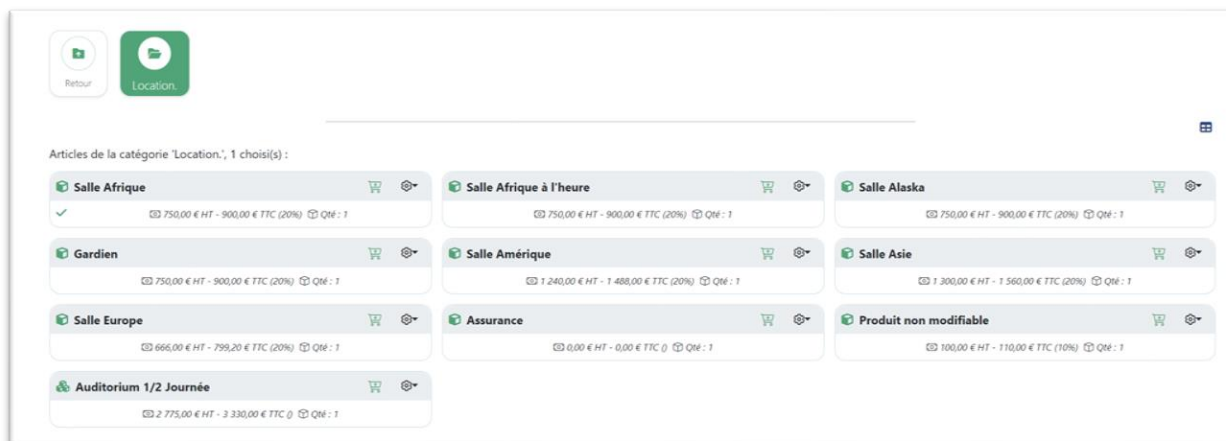 Retour
Location.
Articles de la catégorie 'Location.', 1 choisi(s) :
Salle Afrique
750,00 € HT - 900,00 € TTC (20%) Qté : 1
Salle Afrique à l'heure
750,00 € HT - 900,00 € TTC (20%) Qté : 1
Salle Alaska
750,00 € HT - 900,00 € TTC (20%) Qté : 1
Gardien
750,00 € HT - 900,00 € TTC (20%) Qté : 1
Salle Amérique
1 240,00 € HT - 1 488,00 € TTC (20%) Qté : 1
Salle Asie
1 300,00 € HT - 1 560,00 € TTC (20%) Qté : 1
Salle Europe
666,00 € HT - 799,20 € TTC (20%) Qté : 1
Assurance
0,00 € HT - 0,00 € TTC () Qté : 1
Produit non modifiable
100,00 € HT - 110,00 € TTC (10%) Qté : 1
Auditorium 1/2 Journée
2 775,00 € HT - 3 330,00 € TTC () Qté : 1